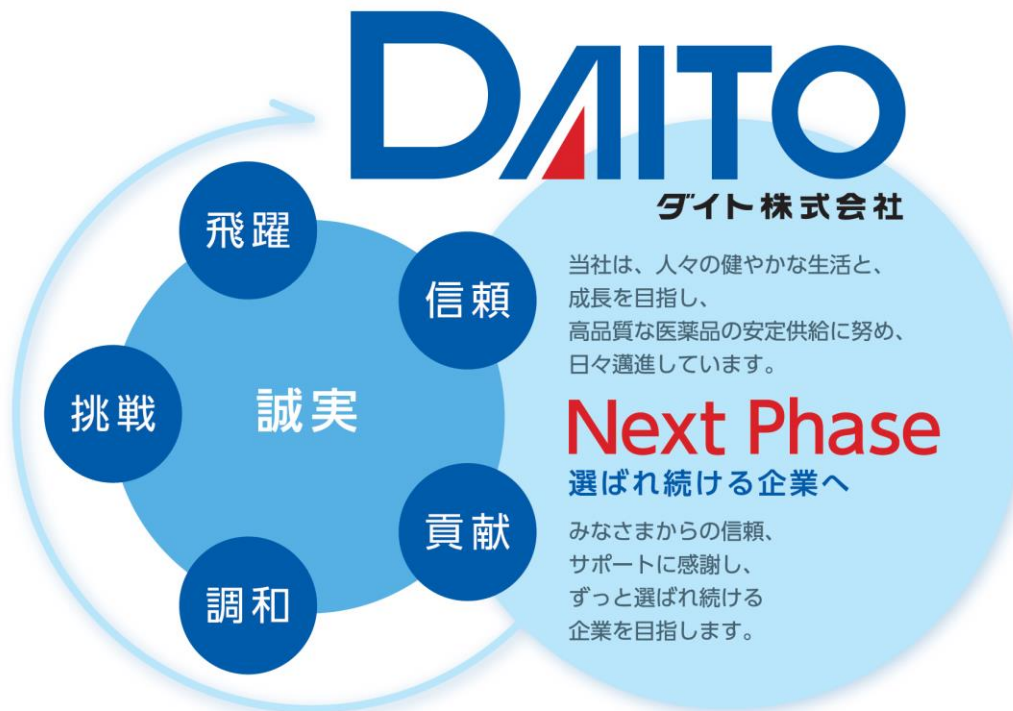 DAITO
ダイト株式会社
飛躍
信頼
挑戦
誠実
貢献
調和
当社は、人々の健やかな生活と、
成長を目指し、
高品質な医薬品の安定供給に努め、
日々邁進しています。
Next Phase
選ばれ続ける企業へ
みなさまからの信頼、
サポートに感謝し、
ずっと選ばれ続ける
企業を目指します。